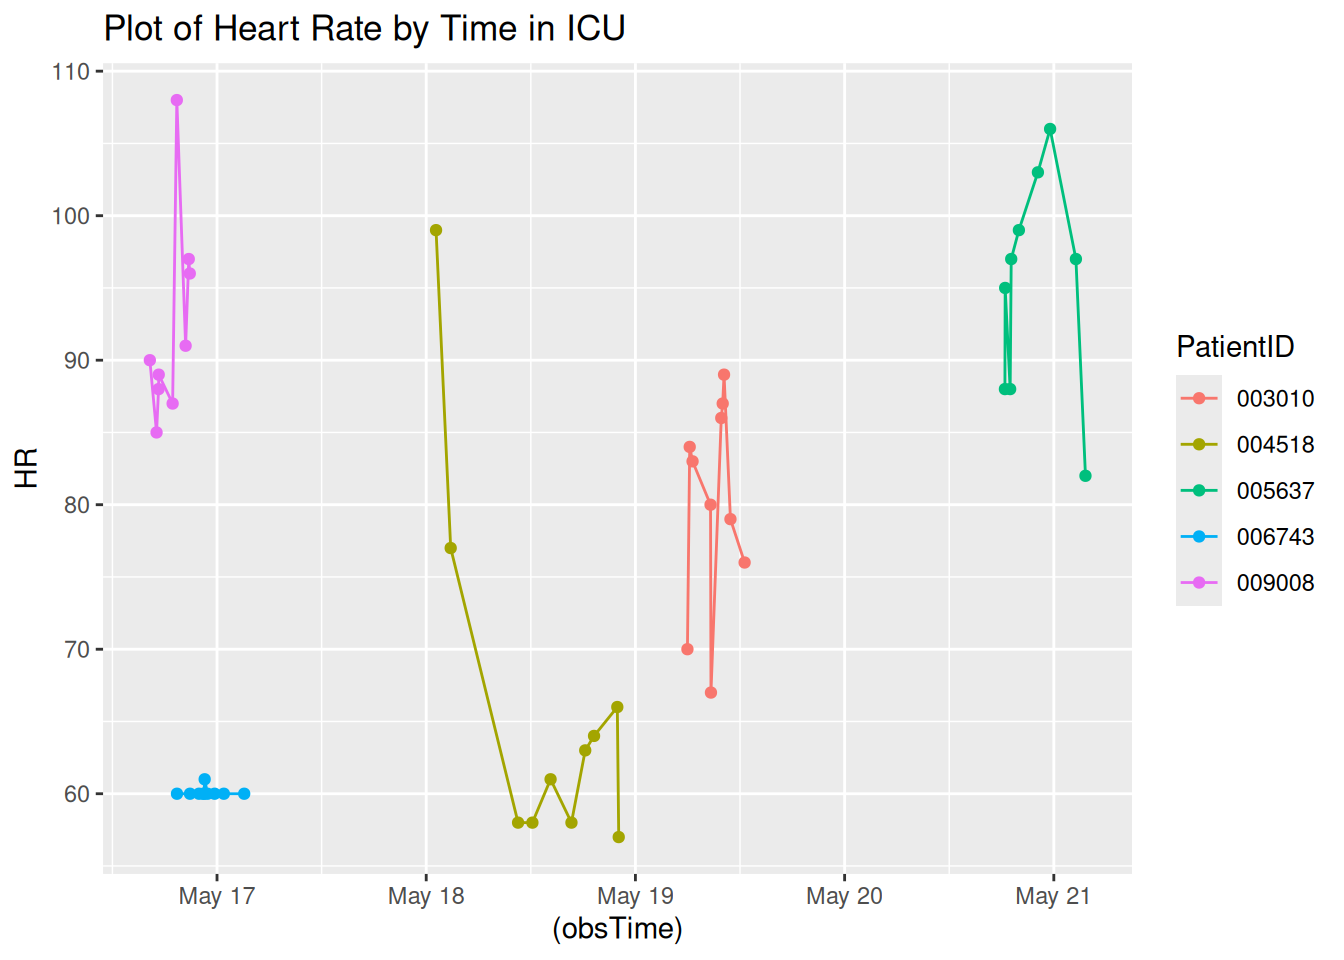 Plot of Heart Rate by Time in ICU
110
100
90
80
70
60
HR
May 17 May 18 May 19 May 20 May 21
(obsTime)
PatientID
003010
004518
005637
006743
009008